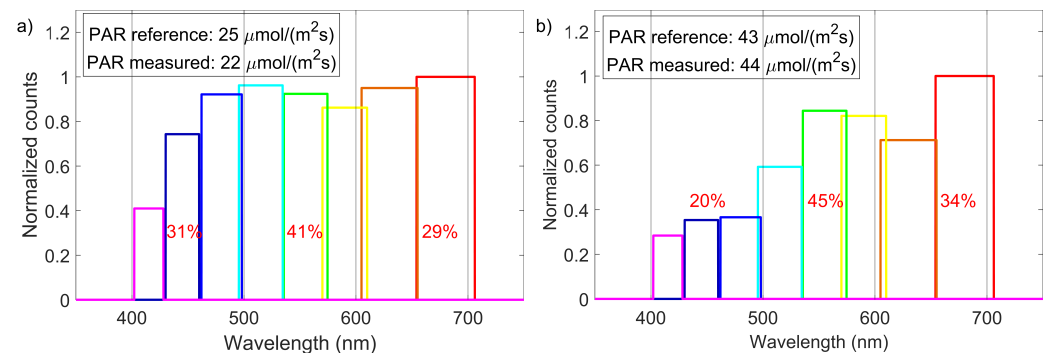 a)
PAR reference: 25 μmol/(m²s)
PAR measured: 22 μmol/(m²s)
1.2
1
0.8
0.6
0.4
0.2
0
Normalized counts
31%
41%
29%
400
500
600
700
Wavelength (nm)
b)
PAR reference: 43 μmol/(m²s)
PAR measured: 44 μmol/(m²s)
1.2
1
0.8
0.6
0.4
0.2
0
Normalized counts
20%
45%
34%
400
500
600
700
Wavelength (nm)